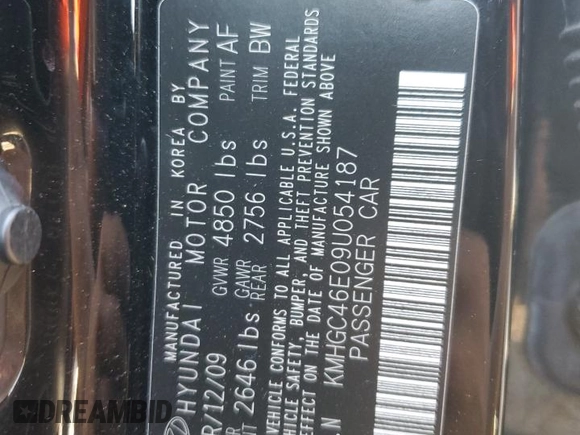 MANUFACTURED IN KOREA BY
HYUNDAI MOTOR COMPANY
/12/09 GVWR 4850 lbs PAINT AF
2646 lbs GAWR REAR 2756 lbs TRIM BW
VEHICLE CONFORMS TO ALL APPLICABLE U.S.A. FEDERAL
VEHICLE SAFETY, BUMPER, AND THEFT PREVENTION STANDARDS
EFFECT ON THE DATE OF MANUFACTURE SHOWN ABOVE
KMHGC46E09U054187
PASSENGER CAR
DREAMBID